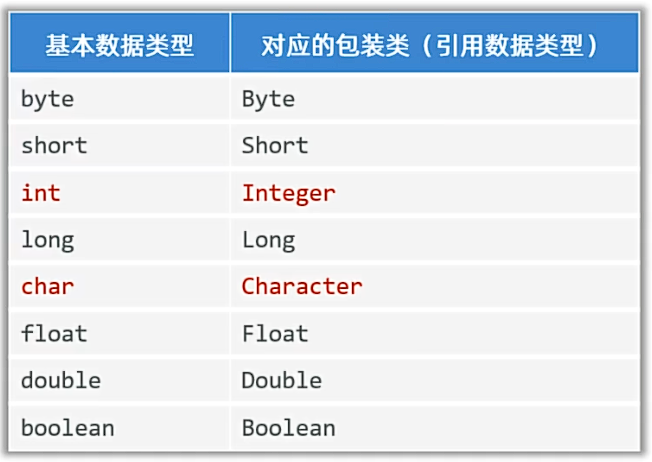 基本数据类型 对应的包装类（引用数据类型）
byte Byte
short Short
int Integer
long Long
char Character
float Float
double Double
boolean Boolean